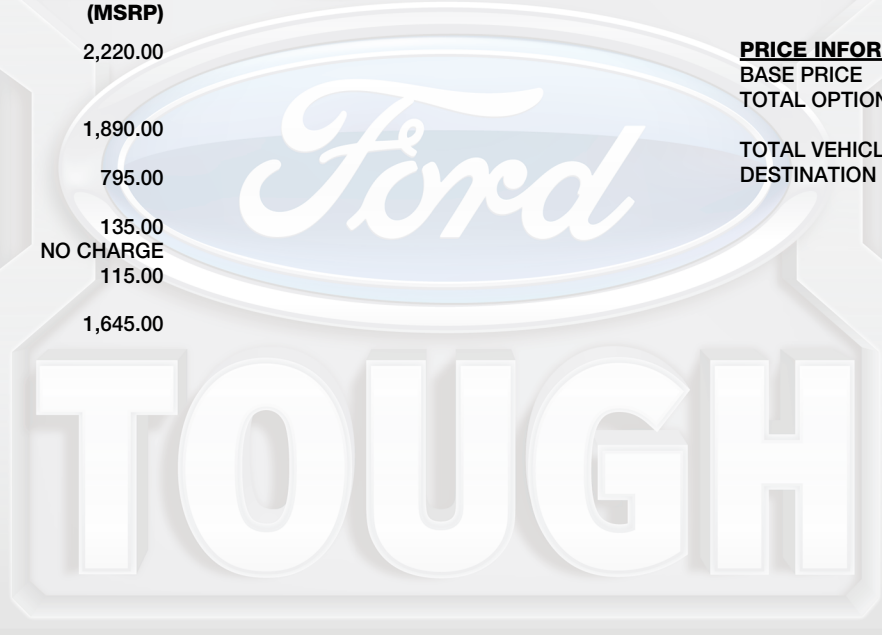 (MSRP)
2,220.00
1,890.00
795.00
135.00
NO CHARGE
115.00
1,645.00
PRICE INFOR
BASE PRICE
TOTAL OPTION
TOTAL VEHICL
DESTINATION
Ford
TOUGH